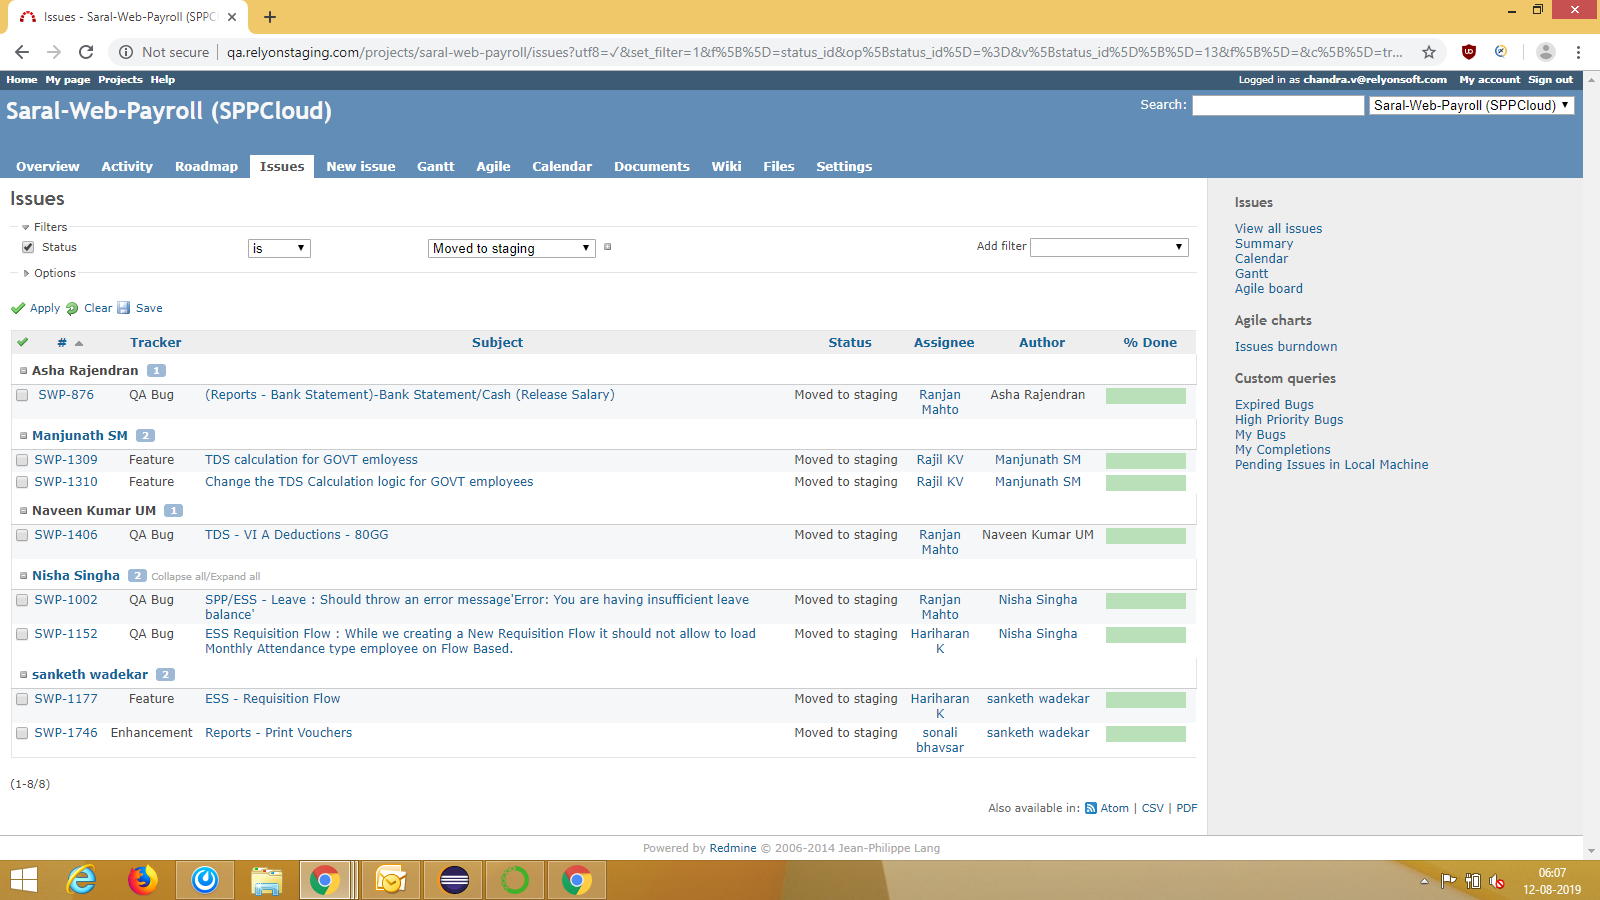 Issues - Saral-Web-Payroll (SPPC
Not secure | qa.relyonstaging.com/projects/saral-web-payroll/issues?utf8=✓&set_filter=1&f%5B%5D=status_id&op%5Bstatus_id%5D=%3D&v%5Bstatus_id%5D%5B%5D=13&f%5B%5D=&c%5B%5D=tr...
Home My page Projects Help Logged in as chandra.v@relyonsoft.com My account Sign out
Saral-Web-Payroll (SPPCloud) Search: Saral-Web-Payroll (SPPCloud)
Overview Activity Roadmap Issues New issue Gantt Agile Calendar Documents Wiki Files Settings
Issues
Filters
Status is Moved to staging Add filter
Options
Apply Clear Save
# Tracker Subject Status Assignee Author % Done
Asha Rajendran 1
SWP-876 QA Bug (Reports - Bank Statement)-Bank Statement/Cash (Release Salary) Moved to staging Ranjan Mahto Asha Rajendran
Manjunath SM 2
SWP-1309 Feature TDS calculation for GOVT emloyess Moved to staging Rajil KV Manjunath SM
SWP-1310 Feature Change the TDS Calculation logic for GOVT employees Moved to staging Rajil KV Manjunath SM
Naveen Kumar UM 1
SWP-1406 QA Bug TDS - VI A Deductions - 80GG Moved to staging Ranjan Mahto Naveen Kumar UM
Nisha Singha 2 Collapse all/Expand all
SWP-1002 QA Bug SPP/ESS - Leave : Should throw an error message'Error: You are having insufficient leave balance' Moved to staging Ranjan Mahto Nisha Singha
SWP-1152 QA Bug ESS Requisition Flow : While we creating a New Requisition Flow it should not allow to load Monthly Attendance type employee on Flow Based. Moved to staging Hariharan K Nisha Singha
sanketh wadekar 2
SWP-1177 Feature ESS - Requisition Flow Moved to staging Hariharan K sanketh wadekar
SWP-1746 Enhancement Reports - Print Vouchers Moved to staging sonali bhavsar sanketh wadekar
(1-8/8)
Also available in: Atom | CSV | PDF
Issues
View all issues
Summary
Calendar
Gantt
Agile board
Agile charts
Issues burndown
Custom queries
Expired Bugs
High Priority Bugs
My Bugs
My Completions
Pending Issues in Local Machine
Powered by Redmine © 2006-2014 Jean-Philippe Lang
06:07
12-08-2019